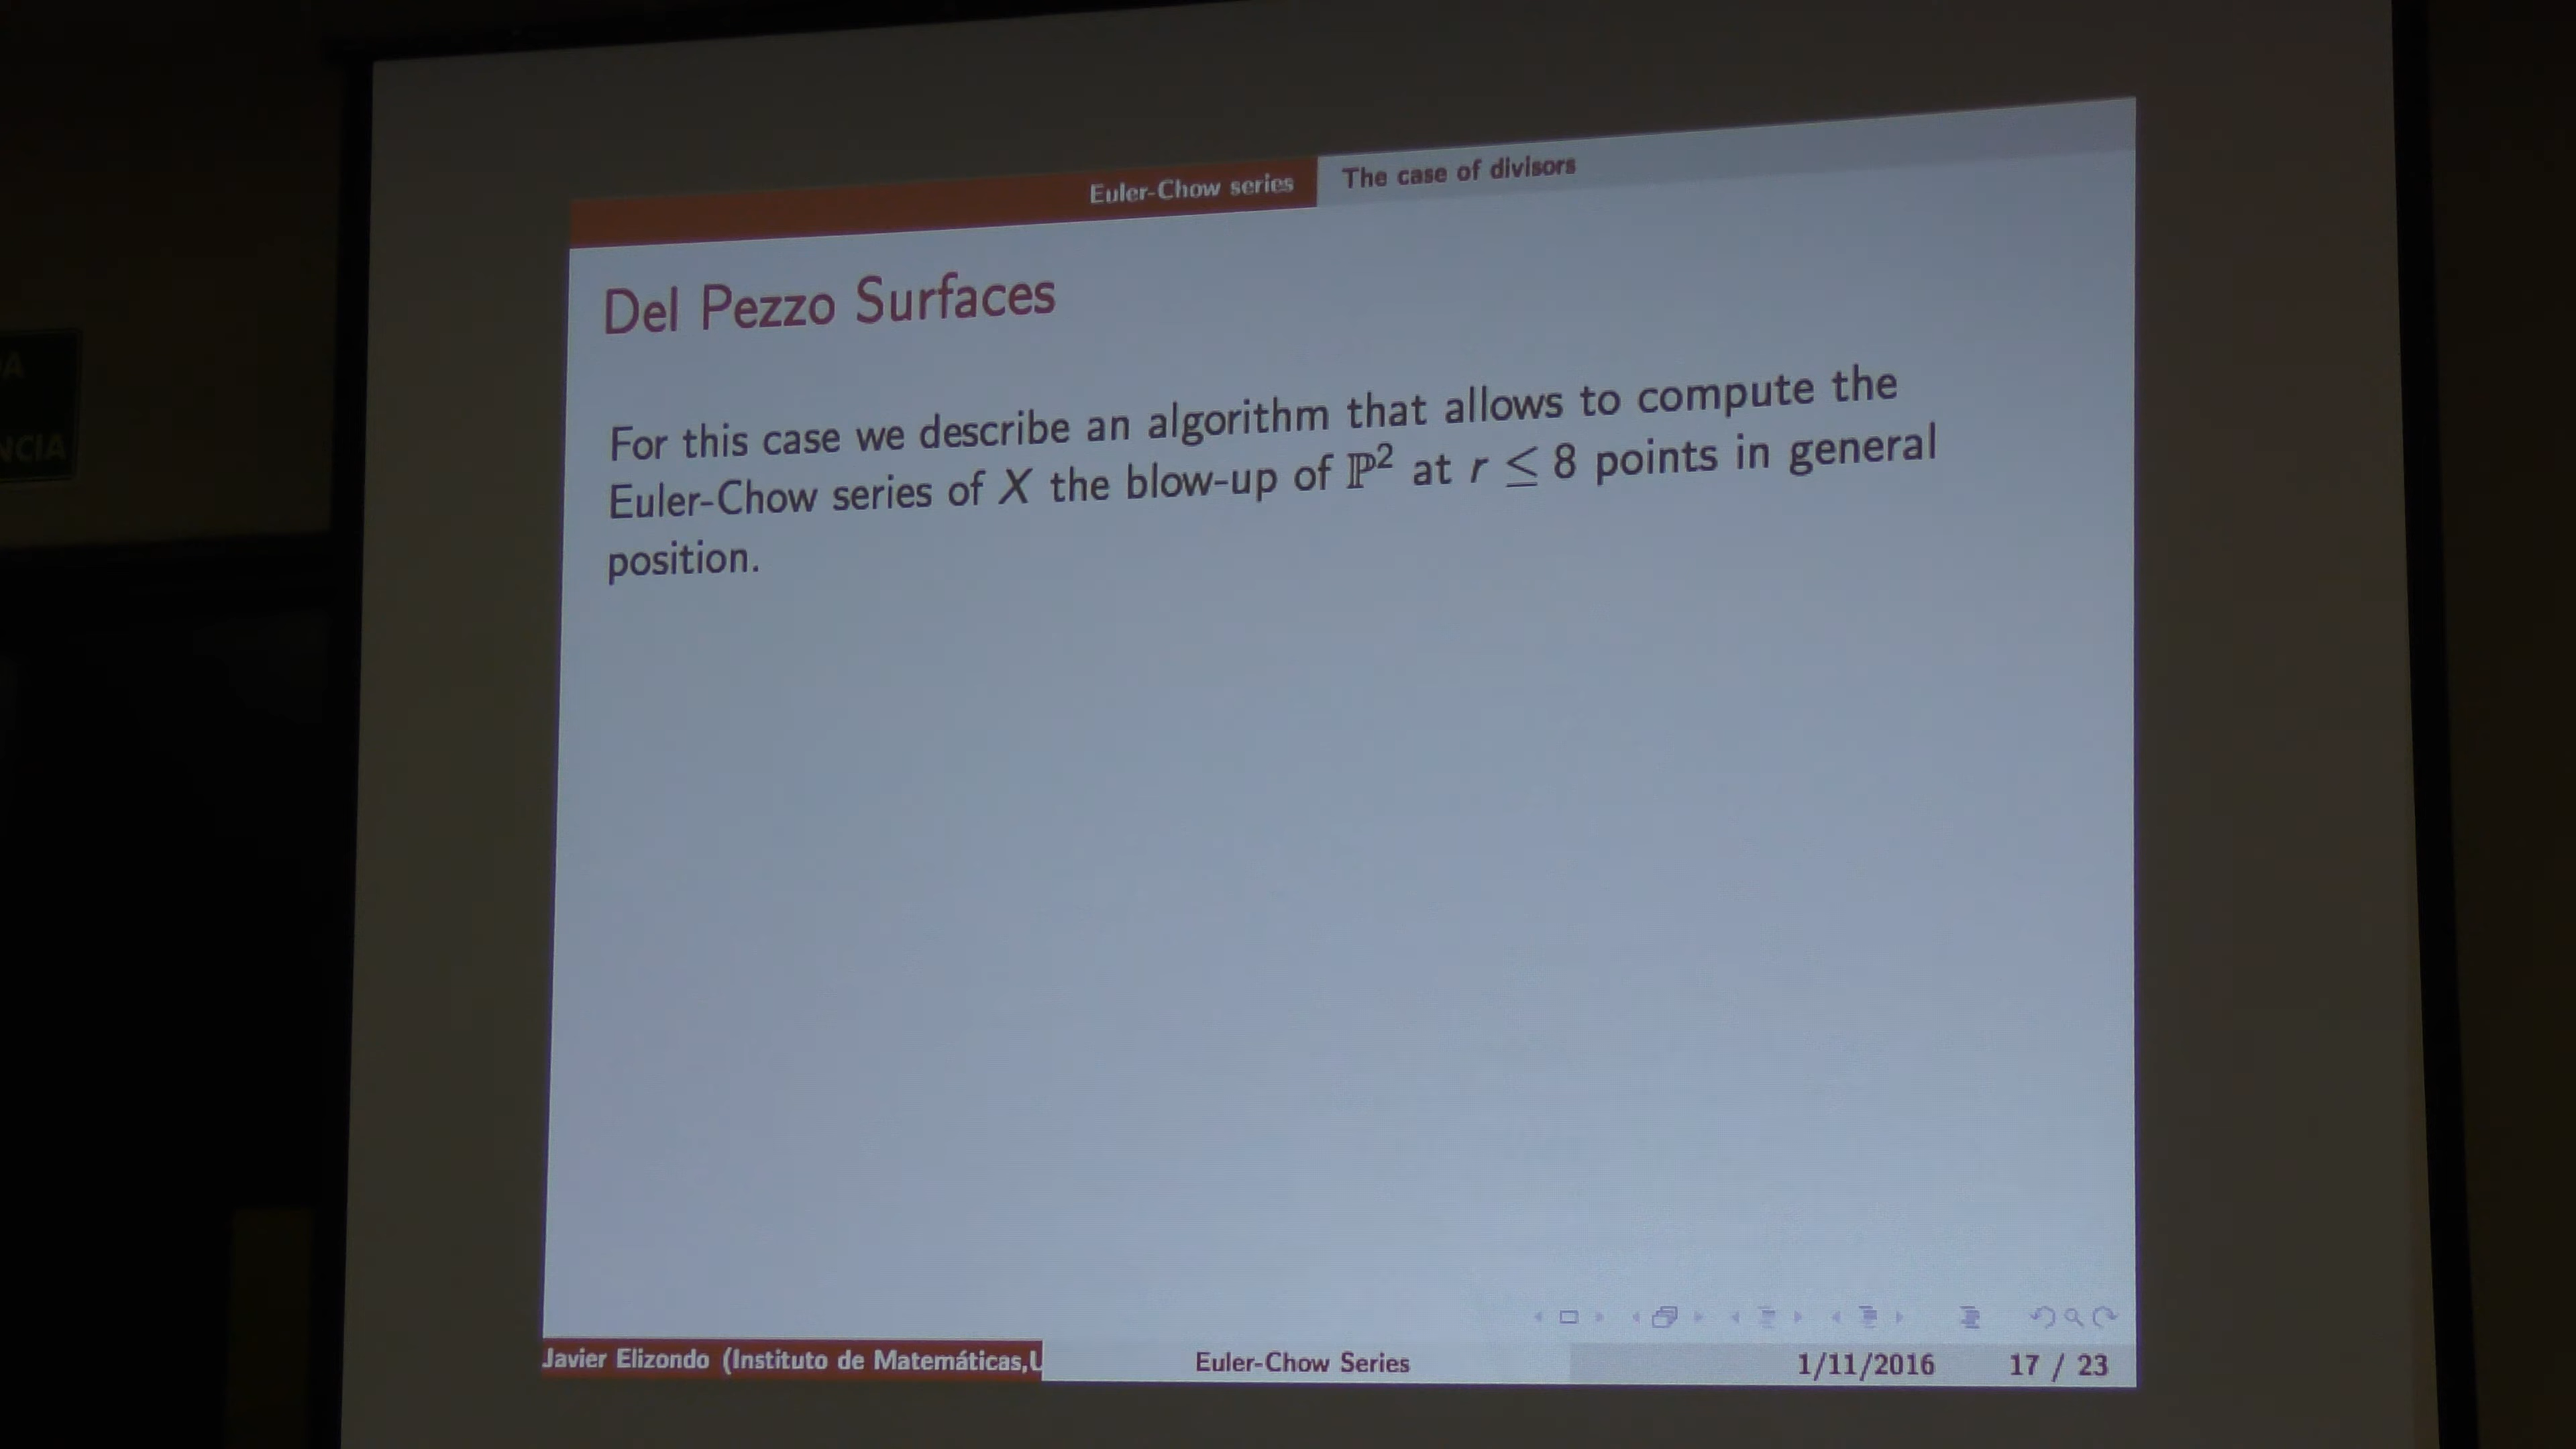 Euler-Chow series
The case of divisors
Del Pezzo Surfaces
For this case we describe an algorithm that allows to compute the
Euler-Chow series of X the blow-up of ℙ² at r ≤ 8 points in general
position.
Javier Elizondo (Instituto de Matemáticas,U
Euler-Chow Series
1/11/2016
17 / 23